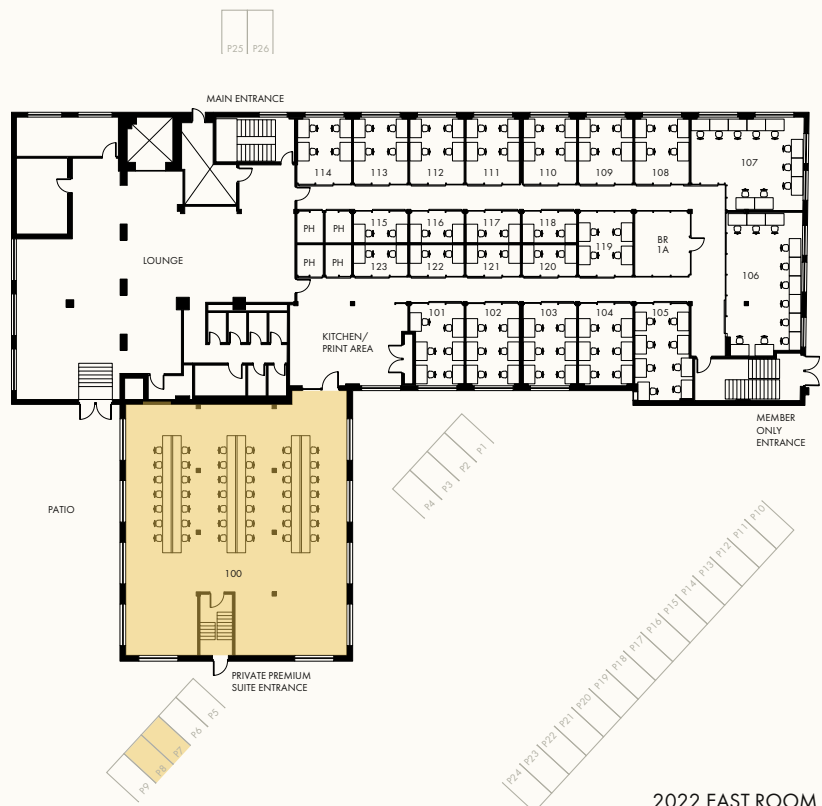 P25 P26
MAIN ENTRANCE
114 113 112 111 110 109 108
107
PH PH 115 116 117 118
119
BR
1A
PH PH 123 122 121 120
LOUNGE
106
101 102 103 104 105
KITCHEN/
PRINT AREA
MEMBER
ONLY
ENTRANCE
P1
P2
P3
P4
PATIO
100
P10
P11
P12
P13
P14
P15
P16
P17
P18
P19
P20
P21
P22
P23
P24
PRIVATE PREMIUM
SUITE ENTRANCE
P5
P6
P7
P8
P9
2022 EAST ROOM